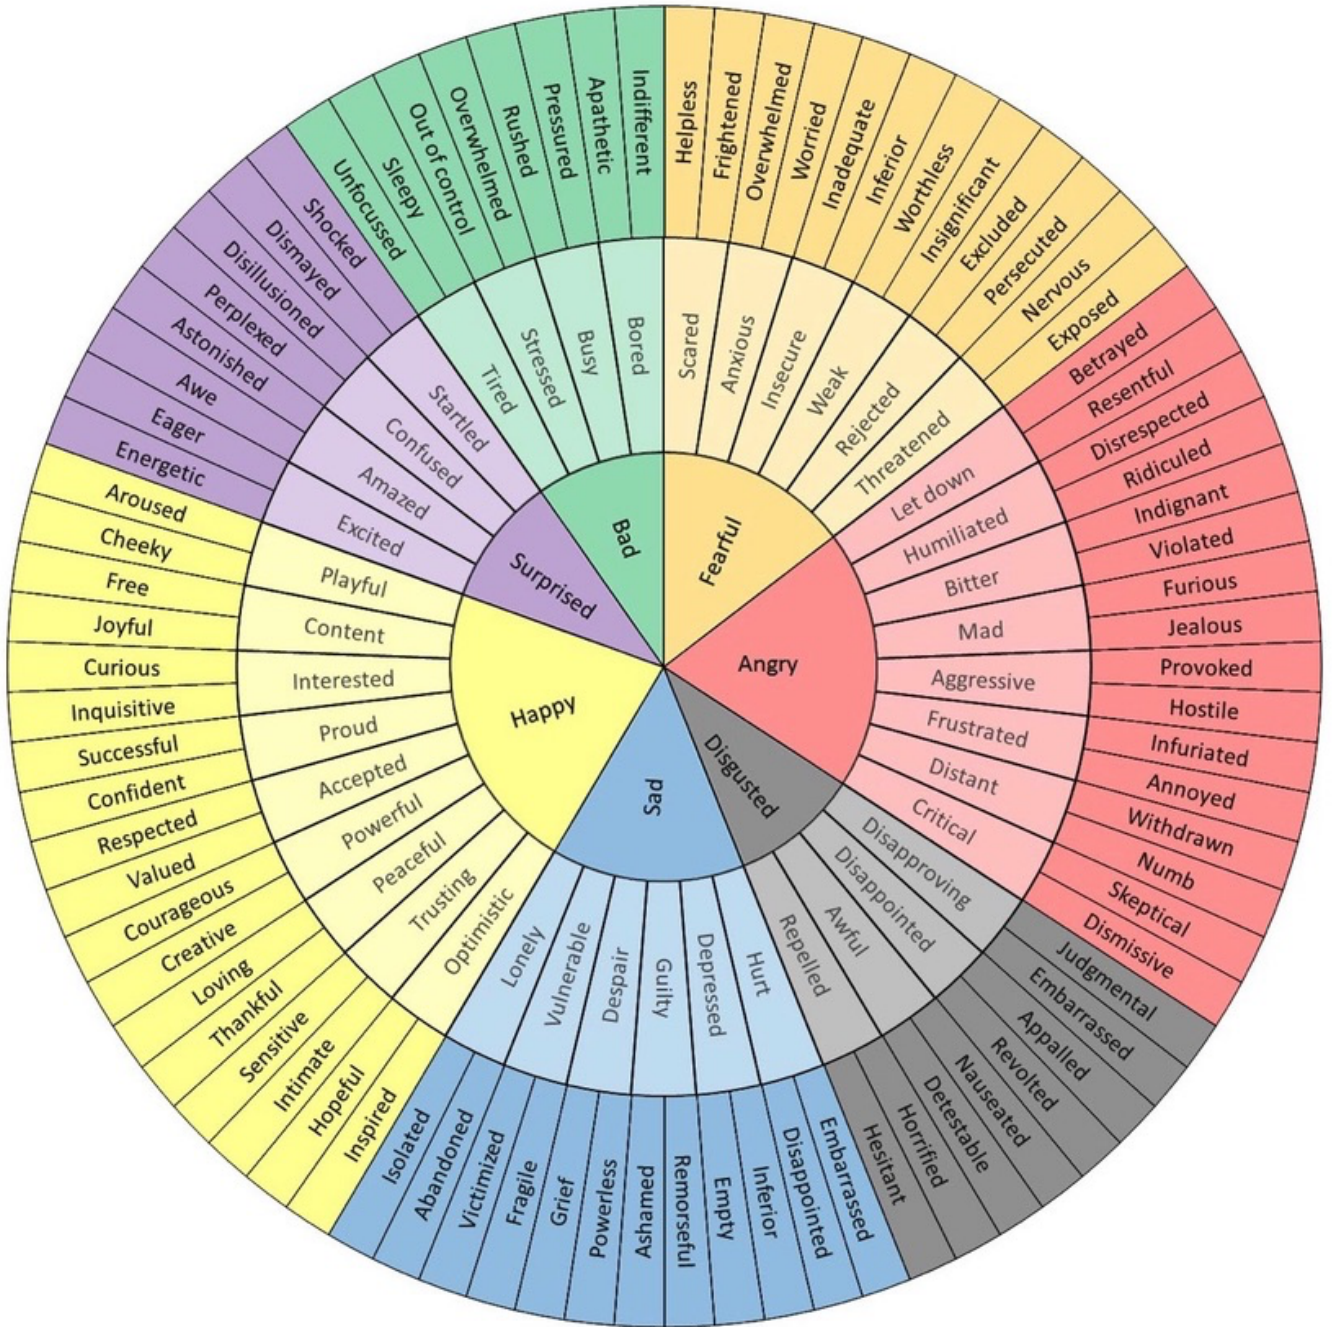 Fearful
Angry
Disgusted
Sad
Happy
Surprised
Bad
Scared
Anxious
Insecure
Weak
Rejected
Threatened
Let down
Humiliated
Bitter
Mad
Aggressive
Frustrated
Distant
Critical
Disapproving
Disappointed
Awful
Repelled
Hurt
Depressed
Guilty
Despair
Vulnerable
Lonely
Optimistic
Trusting
Peaceful
Powerful
Accepted
Proud
Interested
Content
Playful
Excited
Amazed
Confused
Startled
Tired
Stressed
Busy
Bored
Helpless
Frightened
Overwhelmed
Worried
Inadequate
Inferior
Worthless
Insignificant
Excluded
Persecuted
Nervous
Exposed
Betrayed
Resentful
Disrespected
Ridiculed
Indignant
Violated
Furious
Jealous
Provoked
Hostile
Infuriated
Annoyed
Withdrawn
Numb
Skeptical
Dismissive
Judgmental
Embarrassed
Appalled
Revolted
Nauseated
Detestable
Horrified
Hesitant
Embarrassed
Disappointed
Inferior
Empty
Remorseful
Ashamed
Powerless
Grief
Fragile
Victimized
Abandoned
Isolated
Inspired
Hopeful
Intimate
Sensitive
Thankful
Loving
Creative
Courageous
Valued
Respected
Confident
Successful
Inquisitive
Curious
Joyful
Free
Cheeky
Aroused
Energetic
Eager
Awe
Astonished
Perplexed
Disillusioned
Dismayed
Shocked
Unfocussed
Sleepy
Out of control
Overwhelmed
Rushed
Pressured
Apathetic
Indifferent